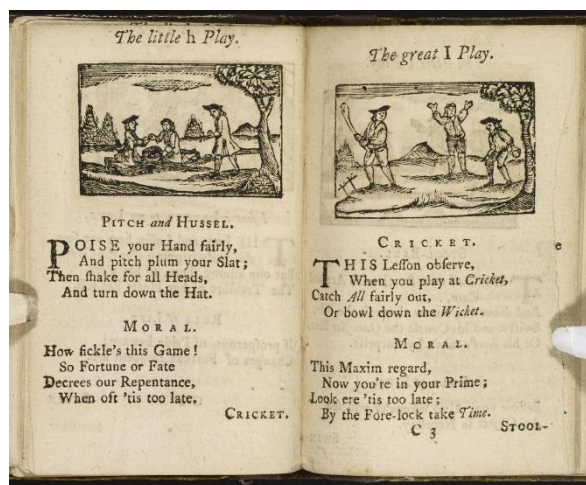 The little h Play.
PITCH and HUSSEL.
POISE your Hand fairly,
And pitch plum your Slat;
Then ſhake for all Heads,
And turn down the Hat.
MORAL.
How fickle's this Game!
So Fortune or Fate
Decrees our Repentance,
When oft 'tis too late.
CRICKET.
The great I Play.
CRICKET.
THIS Leſſon obſerve,
When you play at Cricket,
Catch All fairly out,
Or bowl down the Wicket.
MORAL.
This Maxim regard,
Now you're in your Prime;
Look ere 'tis too late;
By the Fore-lock take Time.
C 3
STOOL-